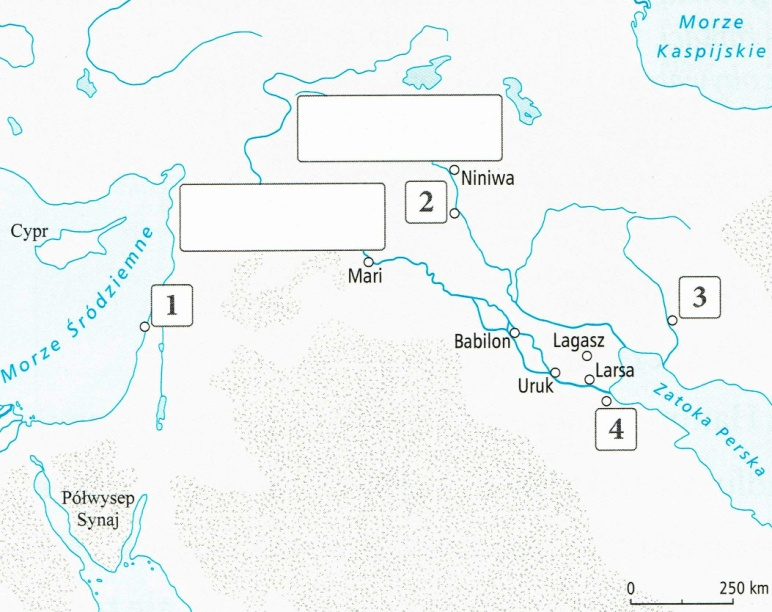 Morze
Kaspijskie
Niniwa
2
Cypr
Mari
Morze Śródziemne
1
3
Babilon
Lagasz
Larsa
Uruk
Zatoka Perska
4
Półwysep
Synaj
0 250 km